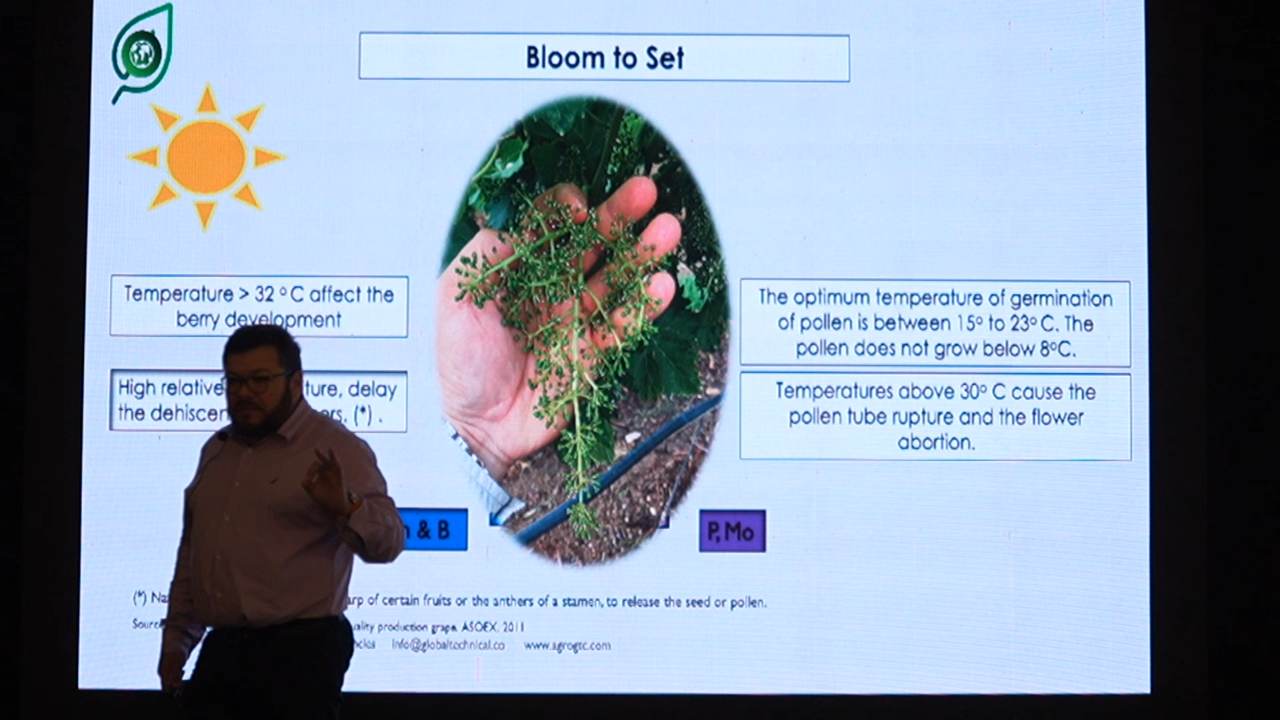 Bloom to Set
Temperature > 32 °C affect the
berry development
High relative ture, delay
the dehiscen ers. (*) .
The optimum temperature of germination
of pollen is between 15º to 23º C. The
pollen does not grow below 8ºC.
Temperatures above 30º C cause the
pollen tube rupture and the flower
abortion.
& B
P, Mo
(*) Na arp of certain fruits or the anthers of a stamen, to release the seed or pollen.
Source ality production grape. ASOEX. 2011
info@globaltechnical.co www.agrogtc.com